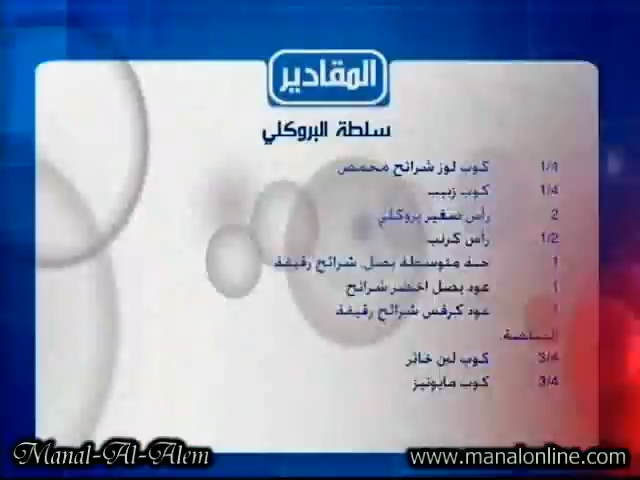 المقادير
سلطة البروكلي
1/4 كوب لوز شرائح محمص
1/4 كوب زبيب
2 رأس صغير بروكلي
1/2 رأس كرنب
1 حبة متوسطة بصل، شرائح رقيقة
1 عود بصل اخضر شرائح
1 عود كرفس شرائح رقيقة
الصلصة:
3/4 كوب لبن خاثر
3/4 كوب مايونيز
Manal-Al-Alem
www.manalonline.com